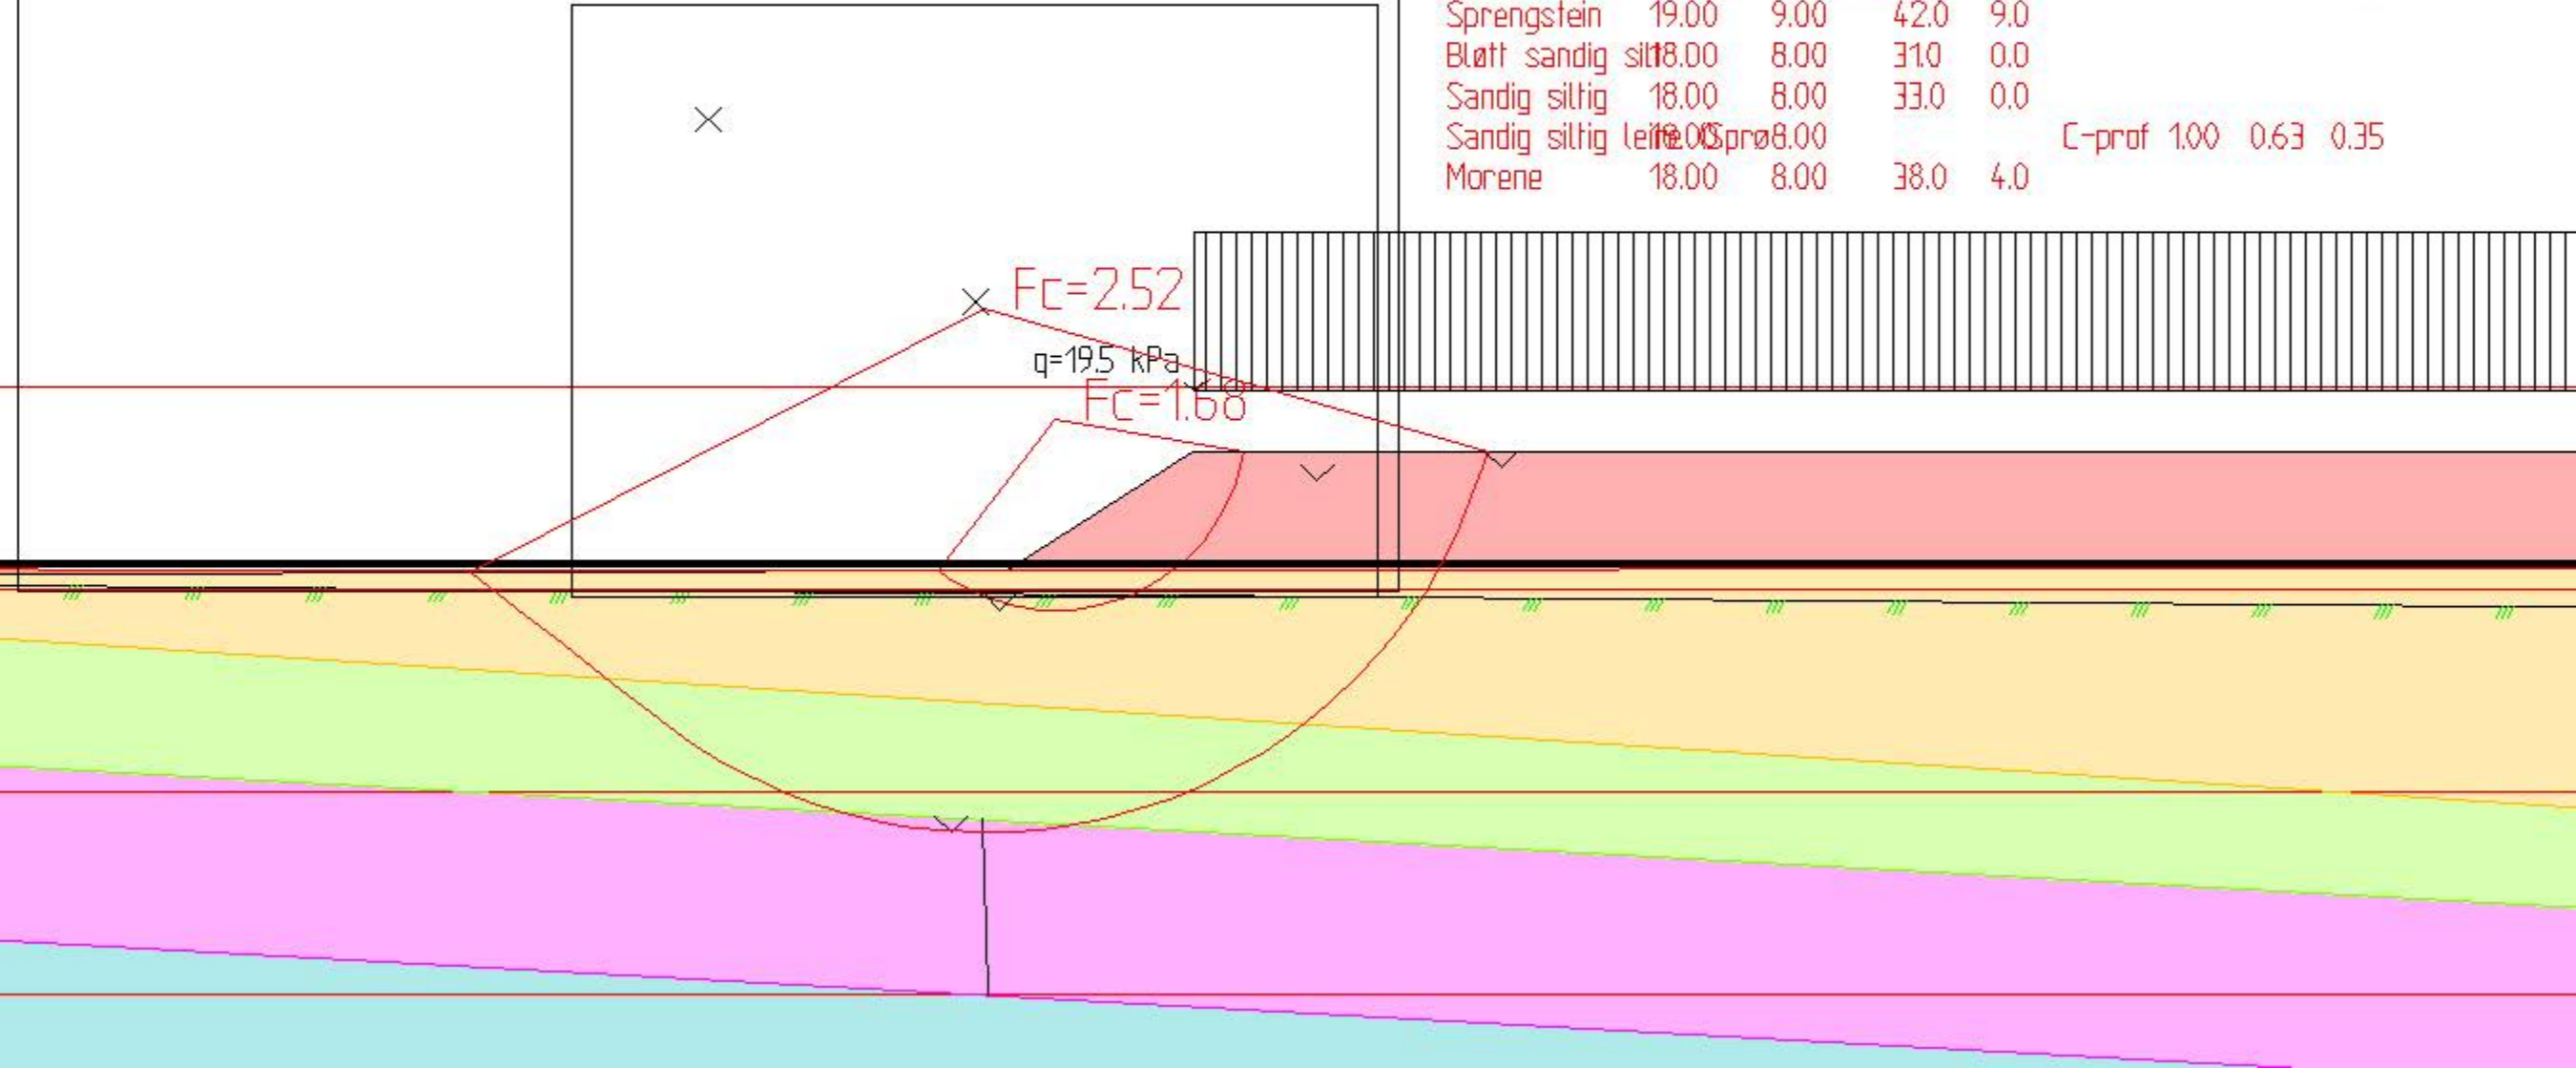 Sprengstein 19.00 9.00 42.0 9.0
Bløtt sandig silt 18.00 8.00 31.0 0.0
Sandig siltig 18.00 8.00 33.0 0.0
Sandig siltig leire (Sprø 8.00 C-prof 1.00 0.63 0.35
Morene 18.00 8.00 38.0 4.0
Fc=2.52
q=19.5 kPa
Fc=1.68